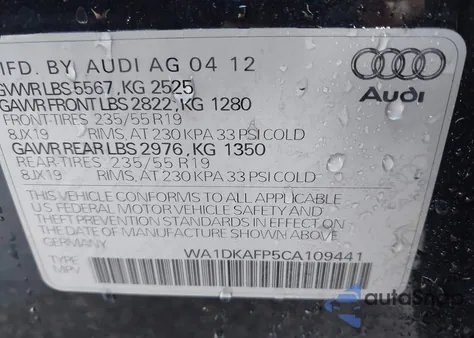 MFD. BY AUDI AG 04 12
GVWR LBS 5567, KG 2525
GAWR FRONT LBS 2822, KG 1280
FRONT-TIRES 235/55 R19
8JX19 RIMS, AT 230 KPA 33 PSI COLD
GAWR REAR LBS 2976, KG 1350
REAR-TIRES 235/55 R19
8JX19 RIMS, AT 230 KPA 33 PSI COLD
THIS VEHICLE CONFORMS TO ALL APPLICABLE
U.S. FEDERAL MOTOR VEHICLE SAFETY AND
THEFT PREVENTION STANDARDS IN EFFECT ON
THE DATE OF MANUFACTURE SHOWN ABOVE.
WA1DKAFP5CA109441
TYPE
MPV
Audi
autoSnap